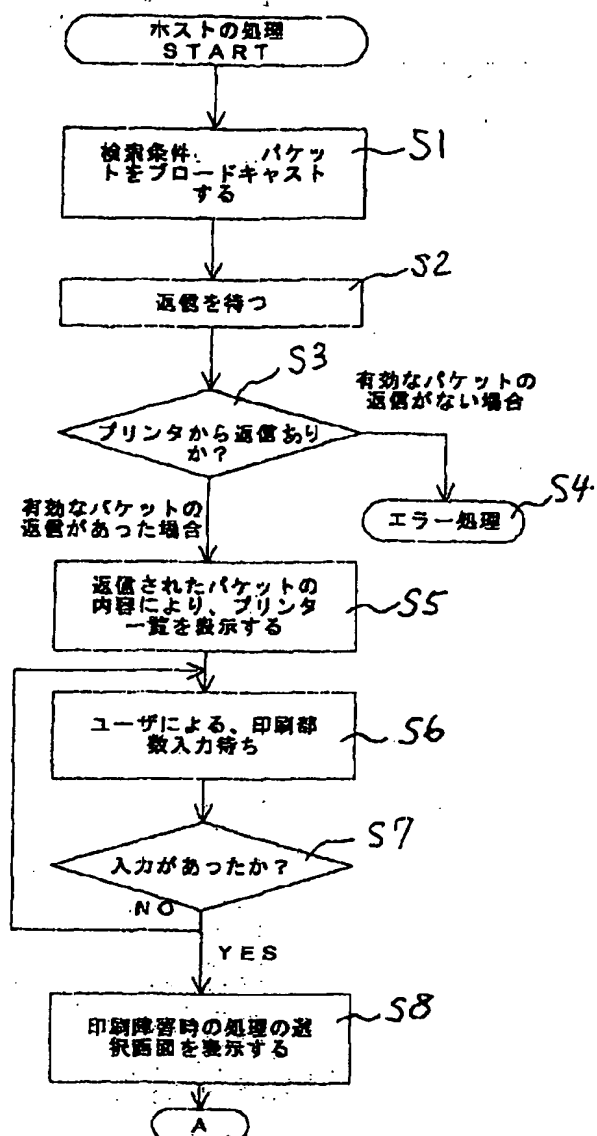 ホストの処理
START
検索条件 パケッ
トをブロードキャスト
する
S1
返信を待つ
S2
S3
プリンタから返信あり
か？
有効なパケットの
返信がない場合
エラー処理
S4
有効なパケットの
返信があった場合
返信されたパケットの
内容により、プリンタ
一覧を表示する
S5
ユーザによる、印刷部
数入力待ち
S6
入力があったか？
S7
NO
YES
印刷障害時の処理の選
択画面を表示する
S8
A